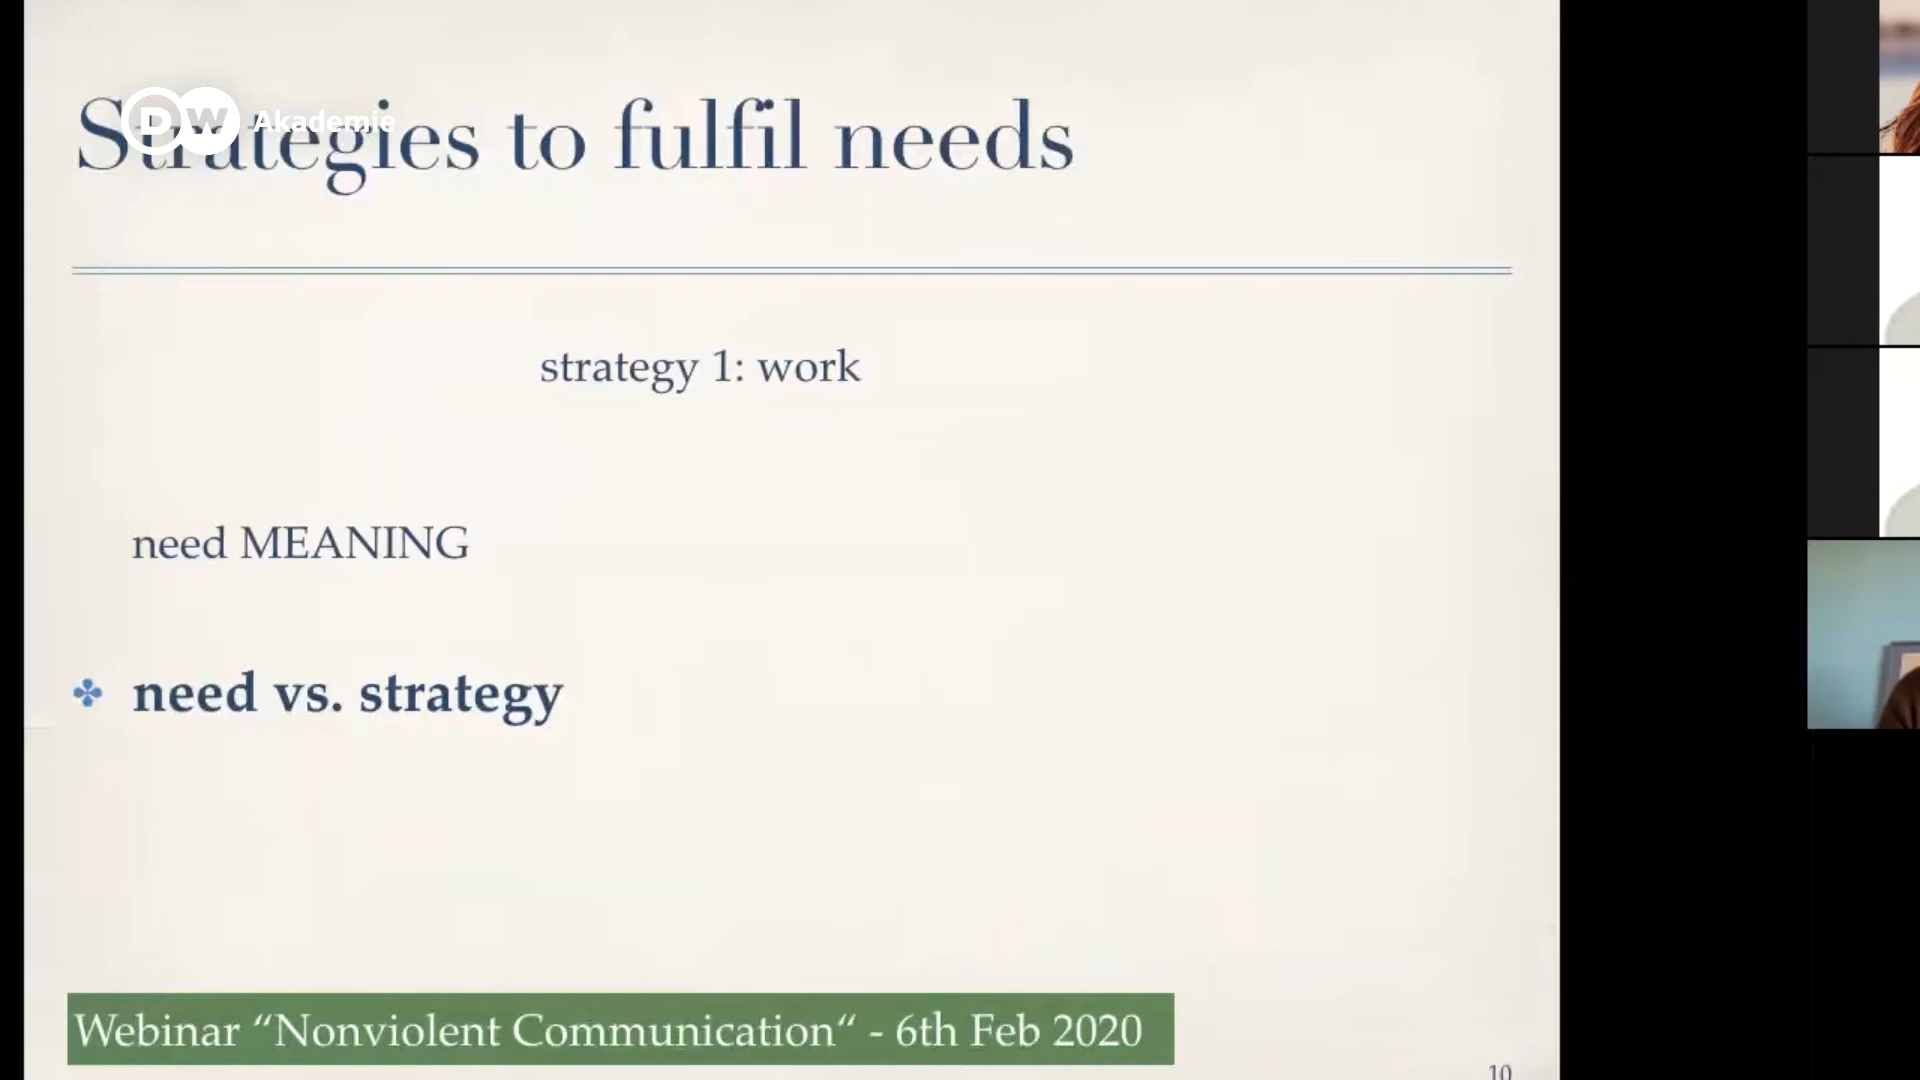 Strategies to fulfil needs
DW Akademie
strategy 1: work
need MEANING
need vs. strategy
Webinar “Nonviolent Communication“ - 6th Feb 2020
10